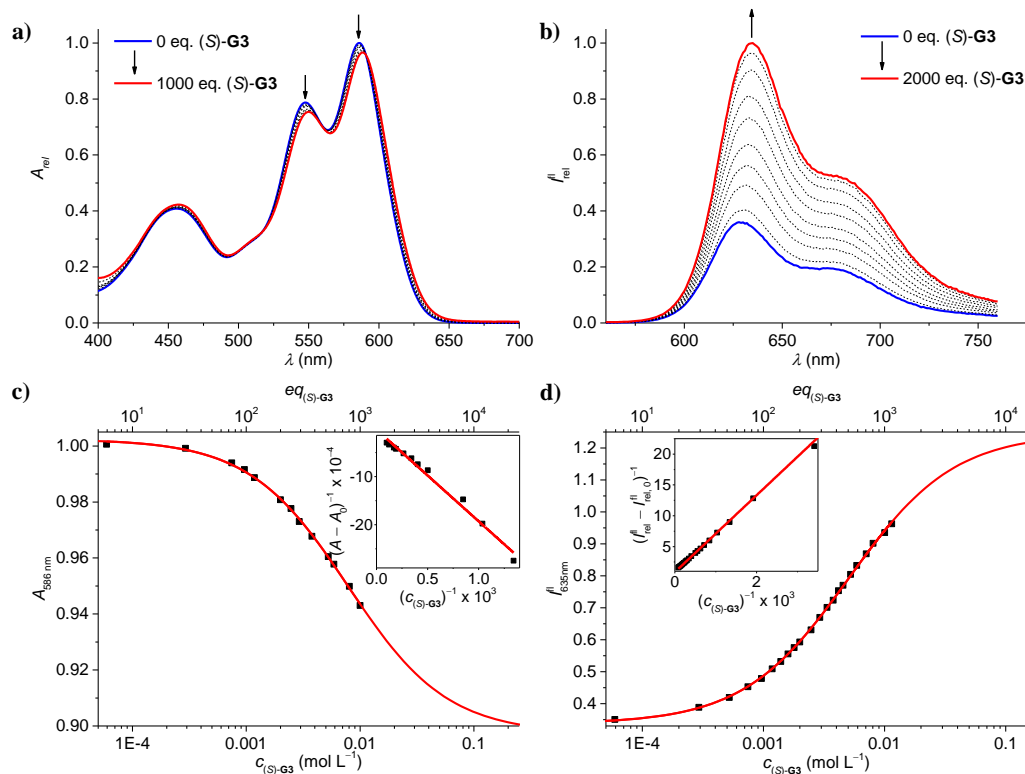 a)
0 eq. (S)-G3
1000 eq. (S)-G3
1.0
0.8
0.6
0.4
0.2
0.0
A_rel
400 450 500 550 600 650 700
λ (nm)
b)
0 eq. (S)-G3
2000 eq. (S)-G3
1.0
0.8
0.6
0.4
0.2
0.0
I^fl_rel
600 650 700 750
λ (nm)
c)
eq(S)-G3
10^1 10^2 10^3 10^4
1.00
0.98
0.96
0.94
0.92
0.90
A586 nm
1E-4 0.001 0.01 0.1
c(S)-G3 (mol L^−1)
-10
-20
(A − A0)^−1 x 10^−4
0.0 0.5 1.0
(c(S)-G3)^−1 x 10^3
d)
eq(S)-G3
10^1 10^2 10^3 10^4
1.2
1.1
1.0
0.9
0.8
0.7
0.6
0.5
0.4
I^fl_635nm
1E-4 0.001 0.01 0.1
c(S)-G3 (mol L^−1)
20
15
10
5
(I^fl_rel − I^fl_rel, 0)^−1
0 2
(c(S)-G3)^−1 x 10^3